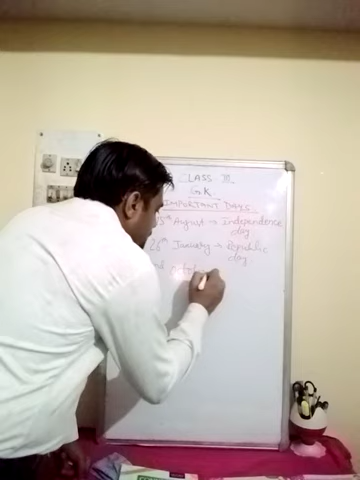 CLASS III
G.K
IMPORTANT DAYS
15th August → Independence
day
26th January → Republic
day